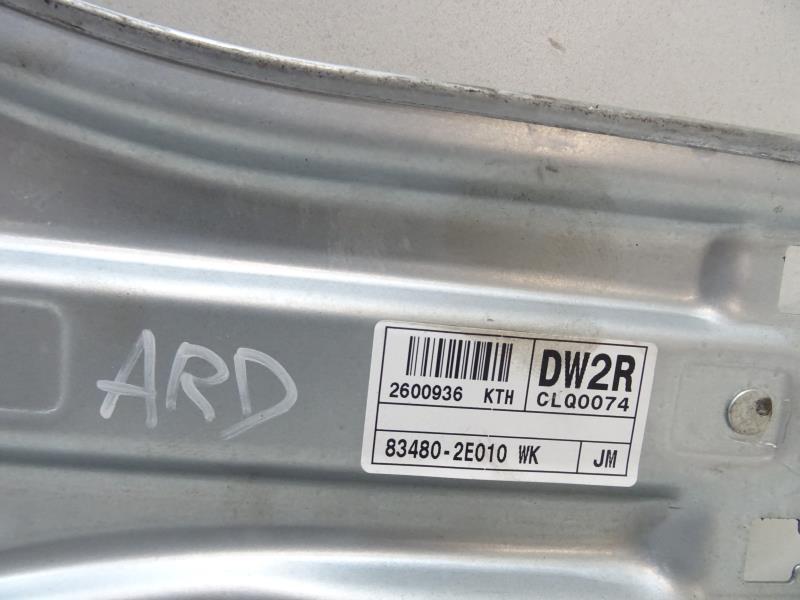 ARD
DW2R
2600936 KTH
CLQ0074
83480-2E010 WK
JM